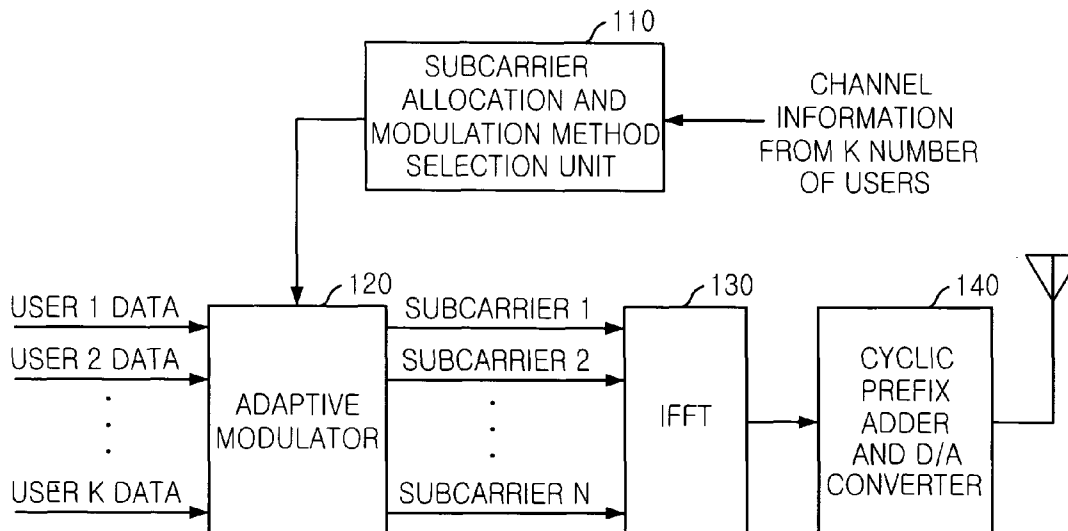 110
SUBCARRIER
ALLOCATION AND
MODULATION METHOD
SELECTION UNIT
CHANNEL
INFORMATION
FROM K NUMBER
OF USERS
120
130
140
USER 1 DATA
USER 2 DATA
USER K DATA
ADAPTIVE
MODULATOR
SUBCARRIER 1
SUBCARRIER 2
SUBCARRIER N
IFFT
CYCLIC
PREFIX
ADDER
AND D/A
CONVERTER